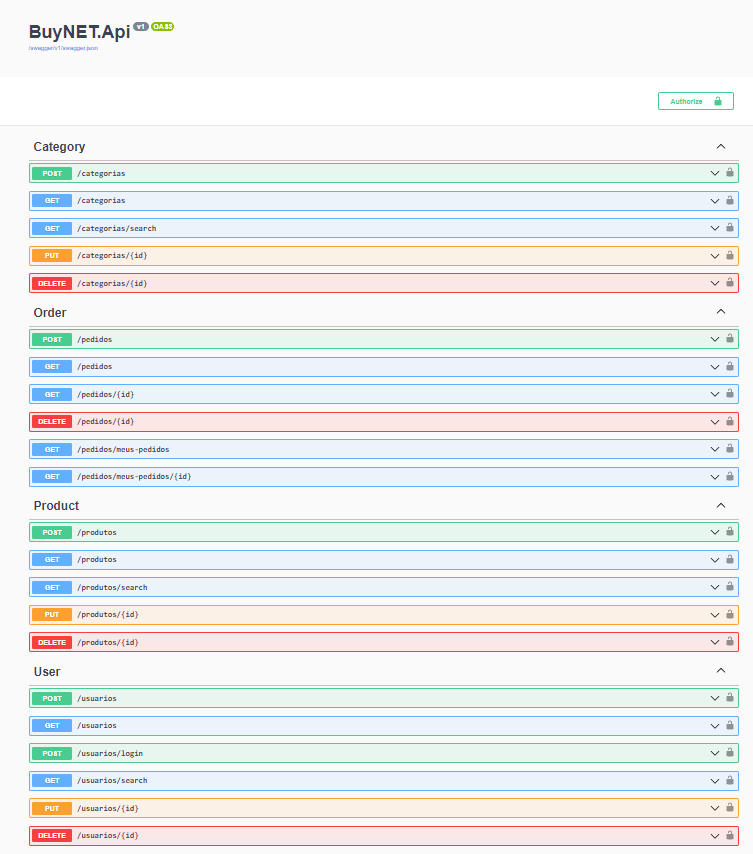 BuyNET.Api v1 OAS3
/swagger/v1/swagger.json
Authorize
Category
POST /categorias
GET /categorias
GET /categorias/search
PUT /categorias/{id}
DELETE /categorias/{id}
Order
POST /pedidos
GET /pedidos
GET /pedidos/{id}
DELETE /pedidos/{id}
GET /pedidos/meus-pedidos
GET /pedidos/meus-pedidos/{id}
Product
POST /produtos
GET /produtos
GET /produtos/search
PUT /produtos/{id}
DELETE /produtos/{id}
User
POST /usuarios
GET /usuarios
POST /usuarios/login
GET /usuarios/search
PUT /usuarios/{id}
DELETE /usuarios/{id}